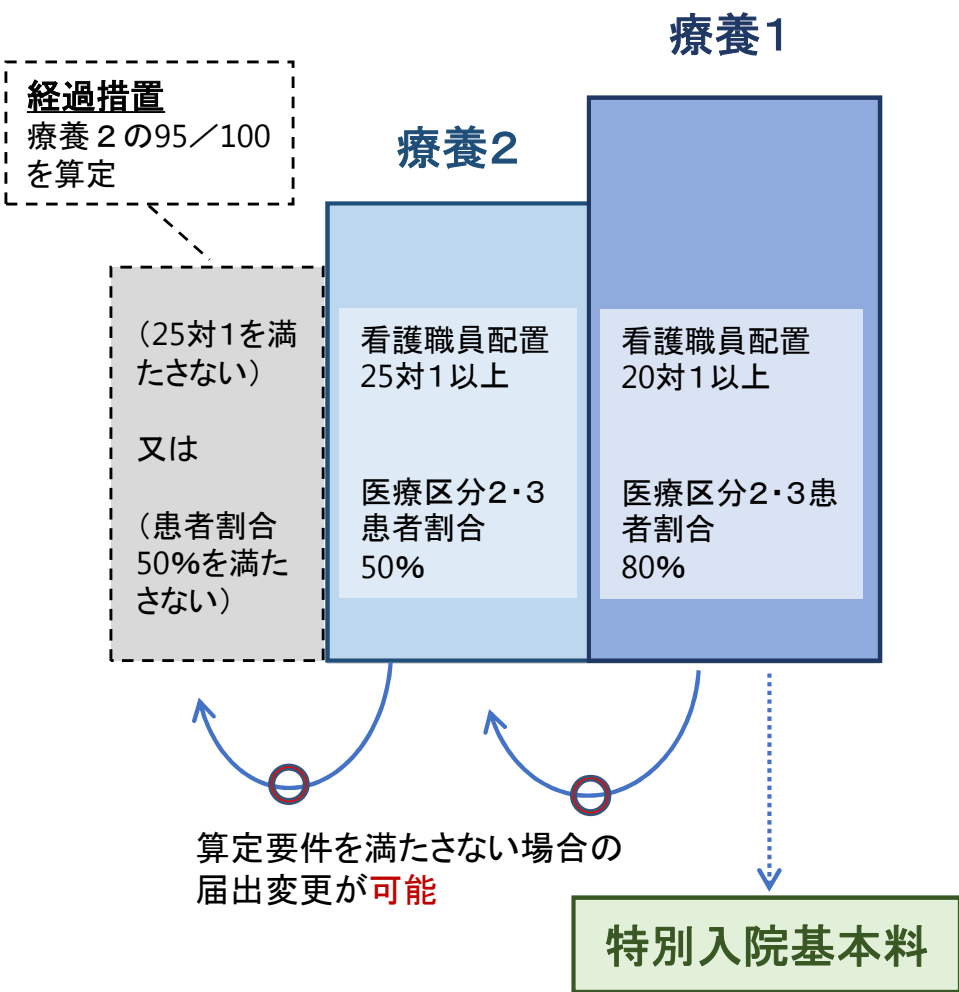 療養1
経過措置
療養２の95／100
を算定
療養2
（25対１を満
たさない）
又は
（患者割合
50%を満た
さない）
看護職員配置
25対１以上
医療区分2・3
患者割合
50%
看護職員配置
20対１以上
医療区分2・3患
者割合
80%
算定要件を満たさない場合の
届出変更が可能
特別入院基本料